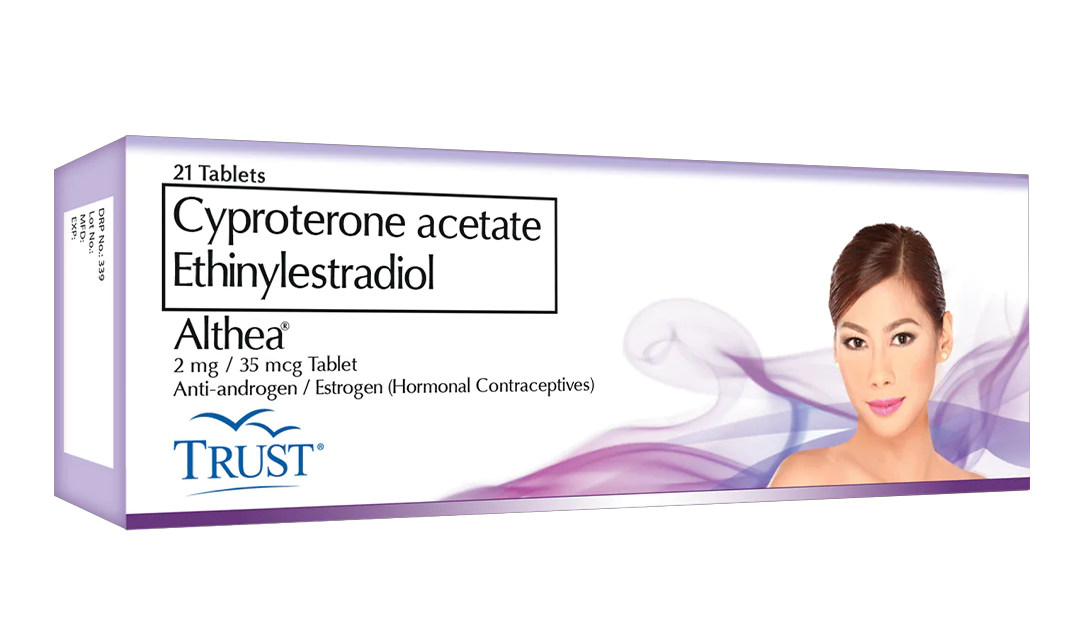 21 Tablets
Cyproterone acetate
Ethinylestradiol
Althea®
2 mg / 35 mcg Tablet
Anti-androgen / Estrogen (Hormonal Contraceptives)
TRUST®
DRP No.: 339
Lot No.:
MFD:
EXP: